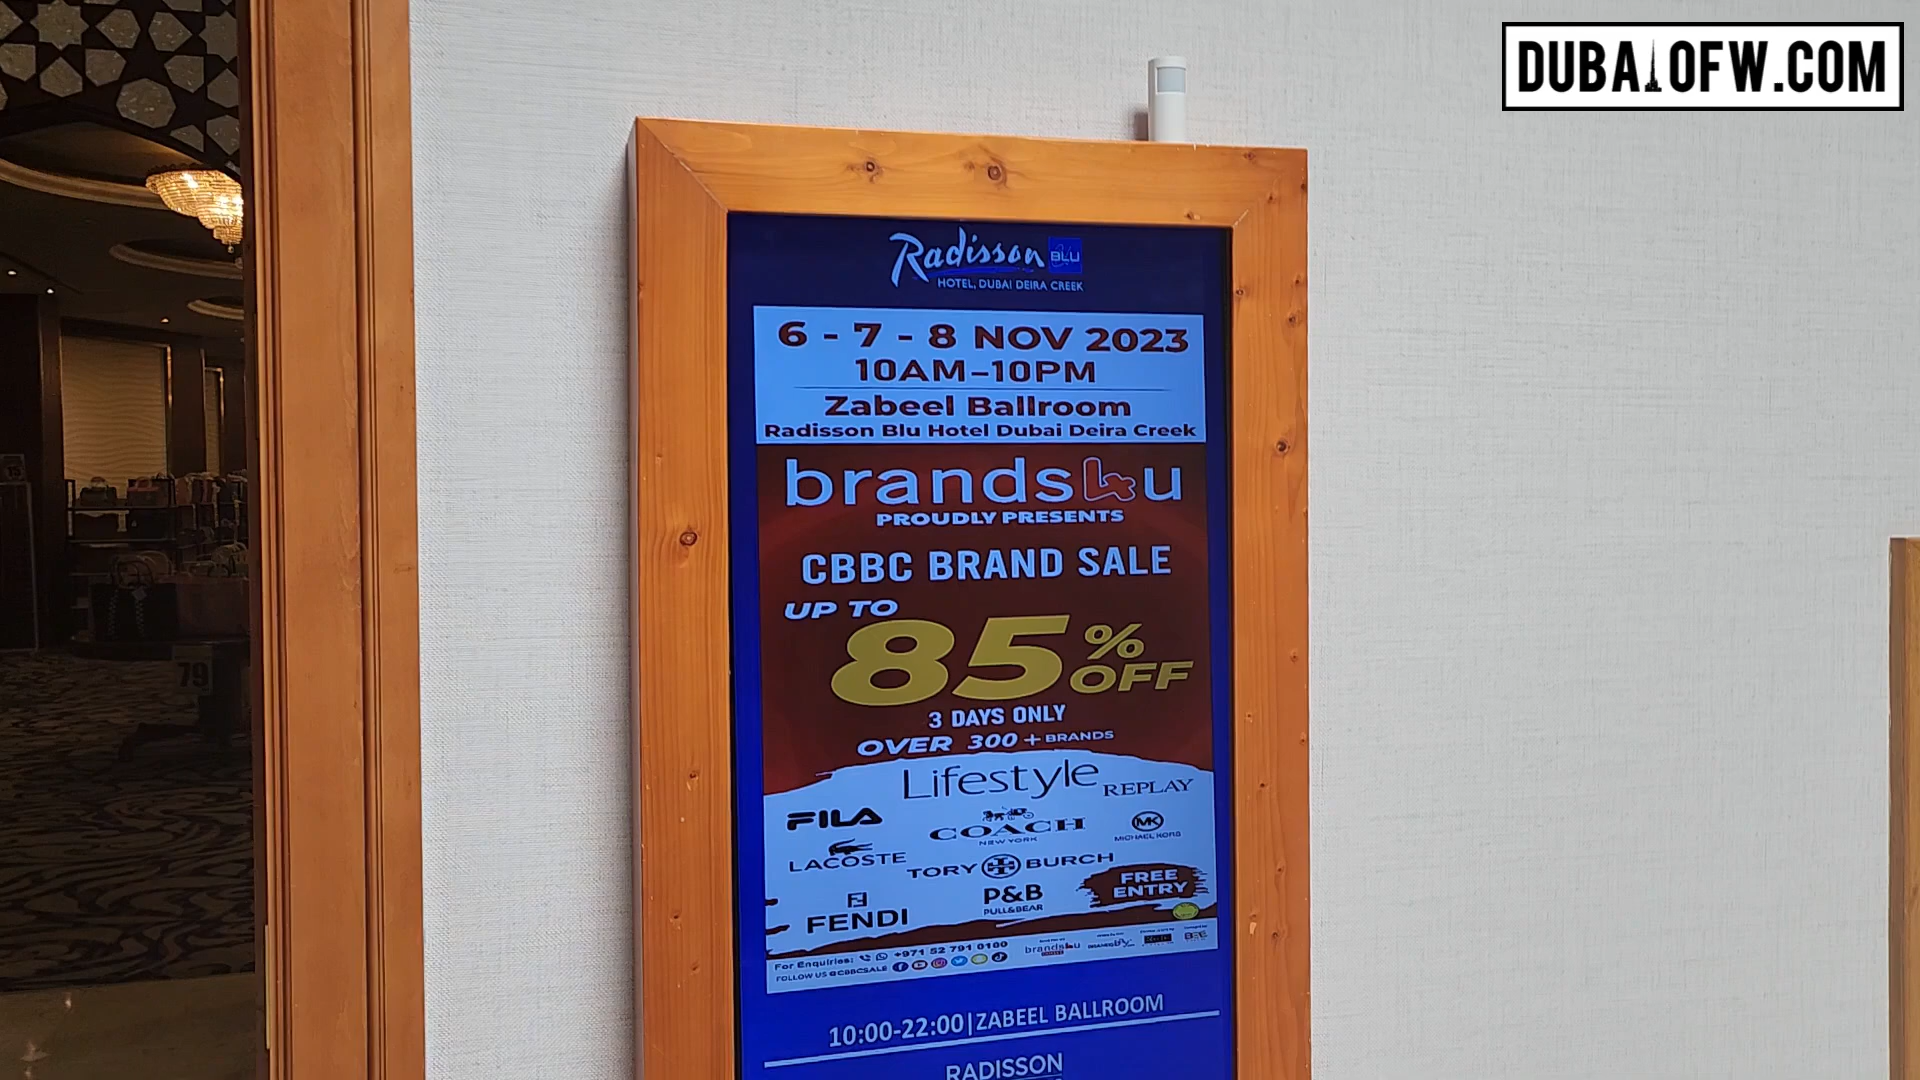 DUBAIOFW.COM
Radisson BLU
HOTEL, DUBAI DEIRA CREEK
6 - 7 - 8 NOV 2023
10AM-10PM
Zabeel Ballroom
Radisson Blu Hotel Dubai Deira Creek
brands4u
PROUDLY PRESENTS
CBBC BRAND SALE
UP TO
85% OFF
3 DAYS ONLY
OVER 300 + BRANDS
Lifestyle REPLAY
FILA COACH NEW YORK MK MICHAEL KORS
LACOSTE TORY BURCH
FENDI P&B PULL&BEAR FREE ENTRY
For Enquiries: +971 52 791 0100
FOLLOW US @CBBCSALE
brands4u
10:00-22:00|ZABEEL BALLROOM
RADISSON
79